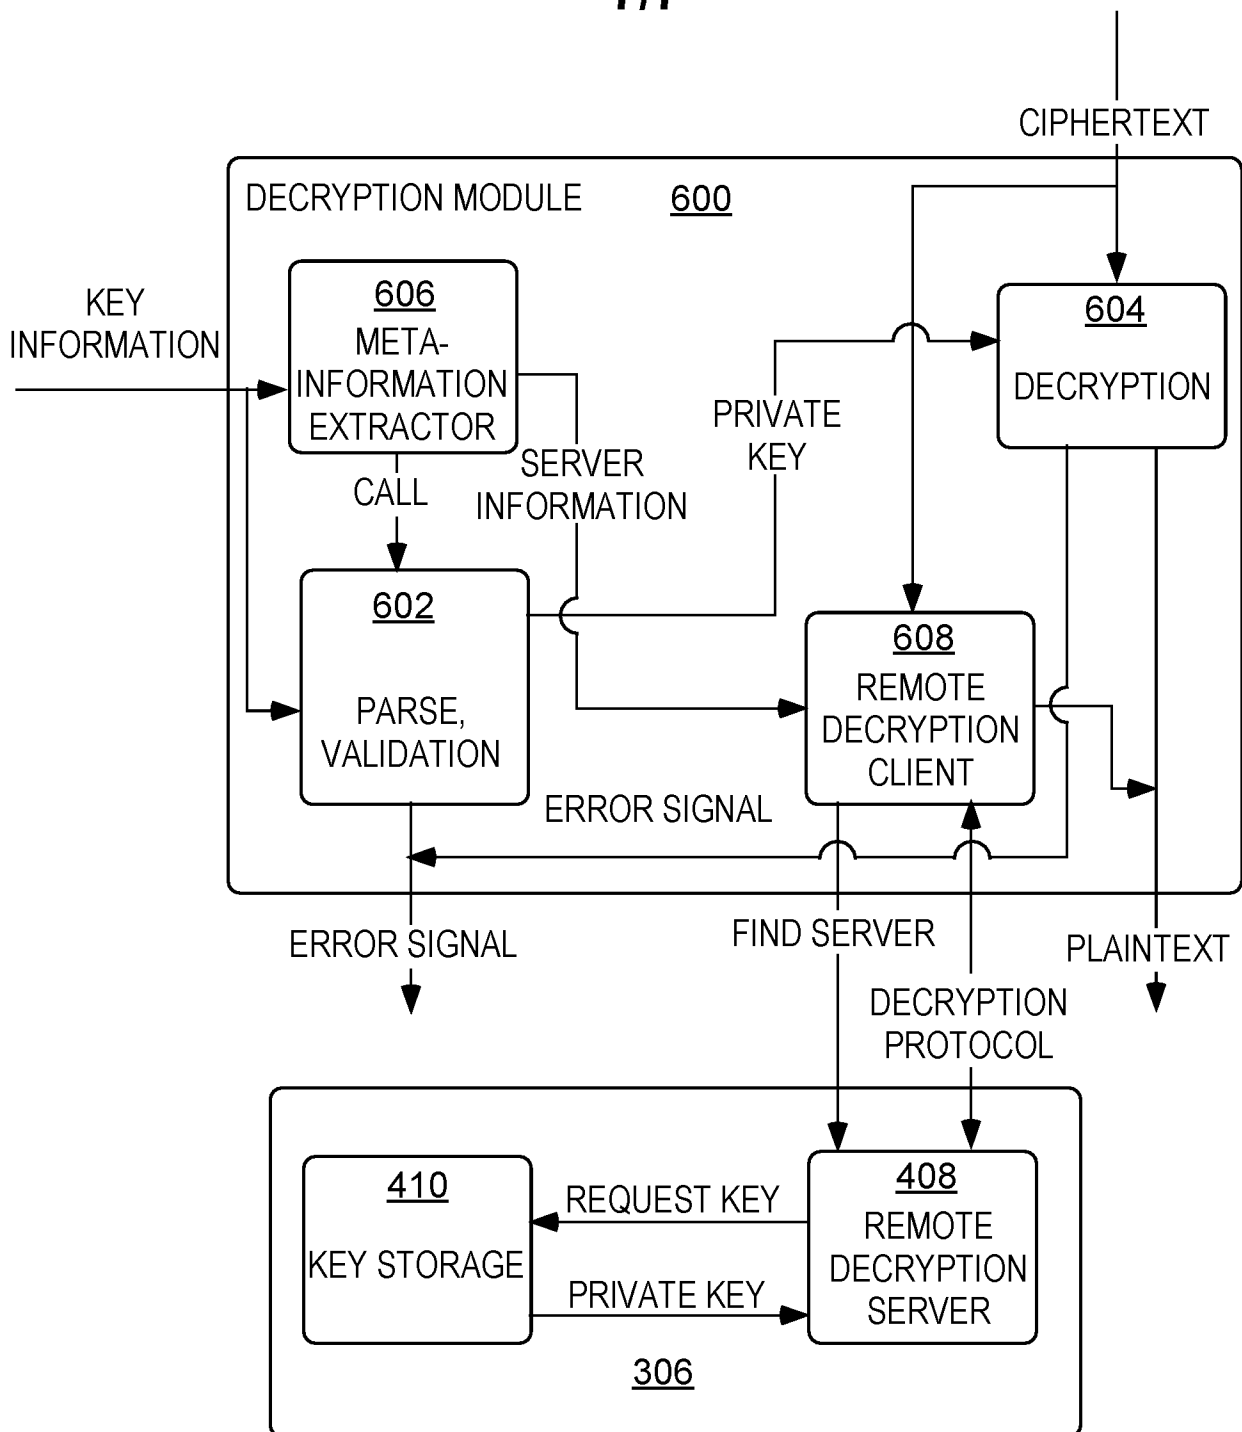 CIPHERTEXT
DECRYPTION MODULE 600
606
META-
INFORMATION
EXTRACTOR
KEY
INFORMATION
604
DECRYPTION
PRIVATE
KEY
SERVER
INFORMATION
CALL
602
PARSE,
VALIDATION
608
REMOTE
DECRYPTION
CLIENT
ERROR SIGNAL
ERROR SIGNAL
FIND SERVER
PLAINTEXT
DECRYPTION
PROTOCOL
410
KEY STORAGE
REQUEST KEY
PRIVATE KEY
408
REMOTE
DECRYPTION
SERVER
306